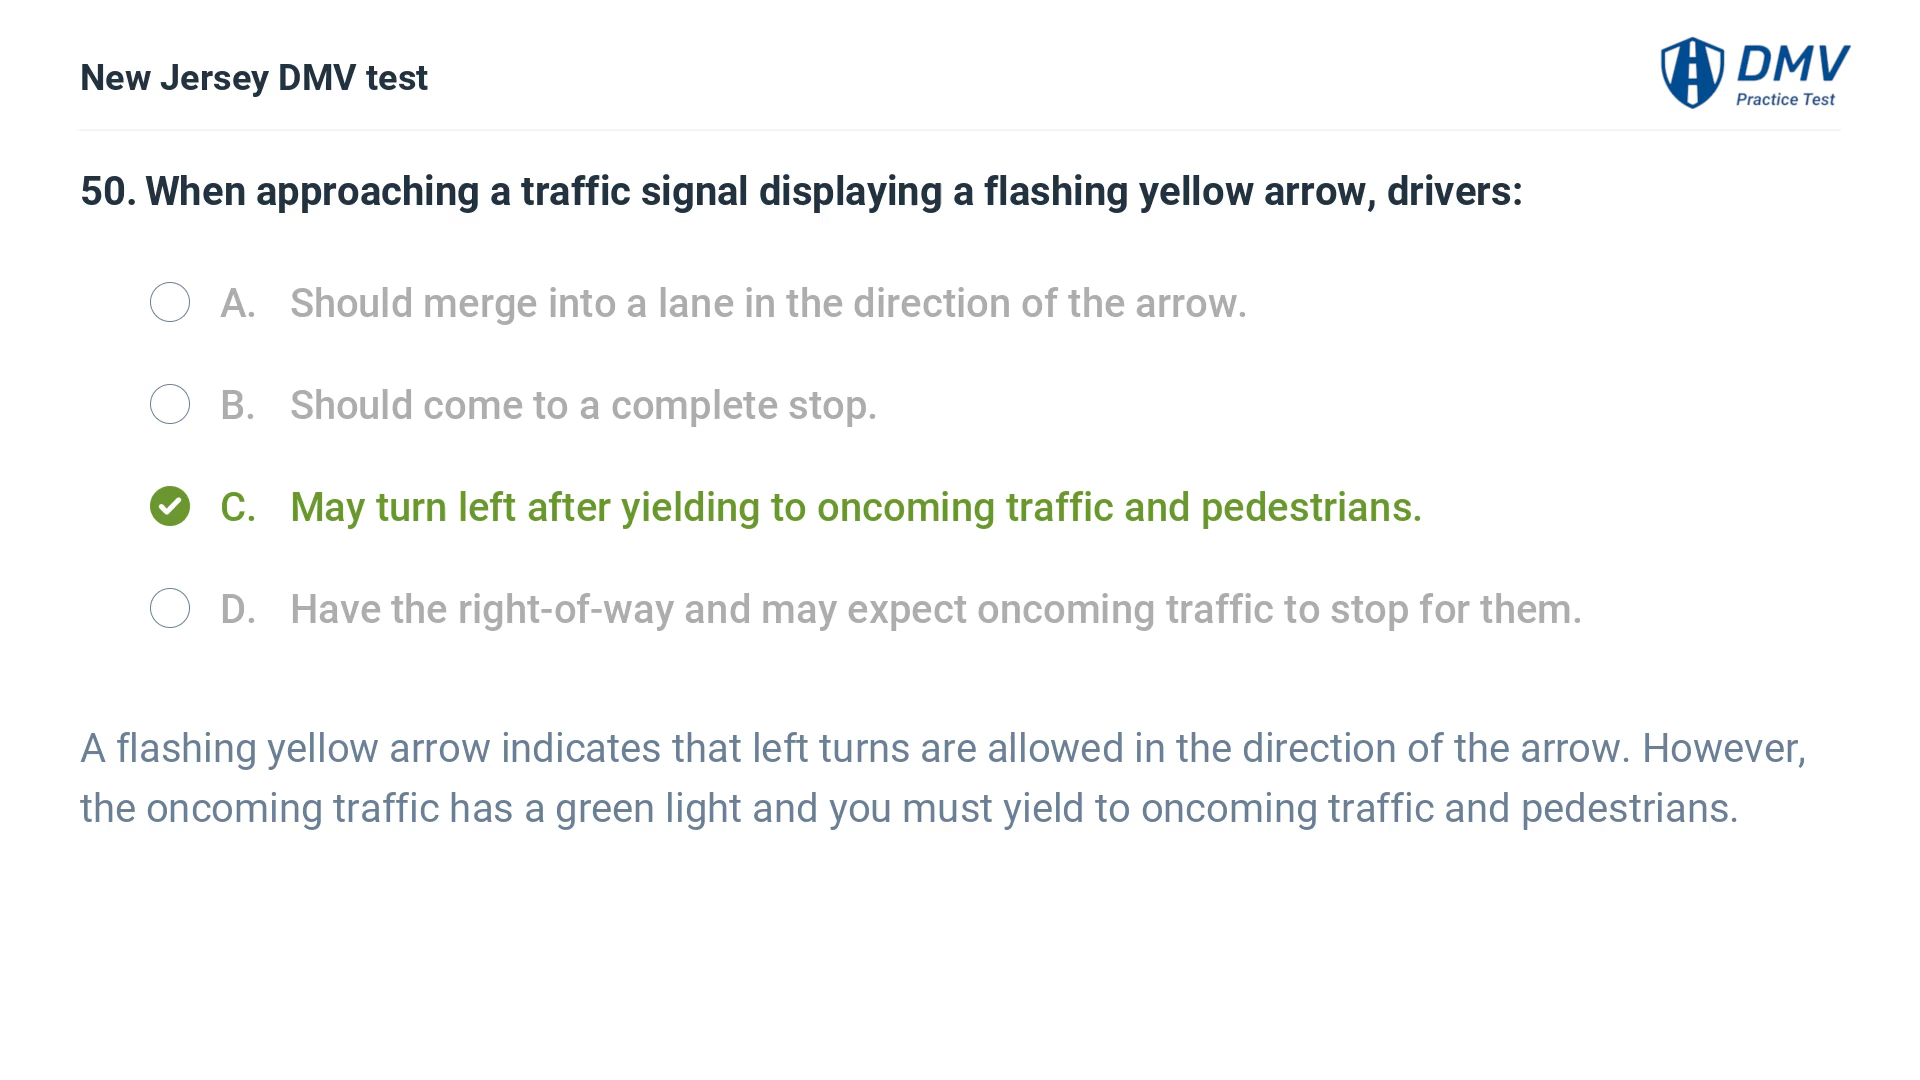 New Jersey DMV test
DMV
Practice Test
50. When approaching a traffic signal displaying a flashing yellow arrow, drivers:
A. Should merge into a lane in the direction of the arrow.
B. Should come to a complete stop.
C. May turn left after yielding to oncoming traffic and pedestrians.
D. Have the right-of-way and may expect oncoming traffic to stop for them.
A flashing yellow arrow indicates that left turns are allowed in the direction of the arrow. However,
the oncoming traffic has a green light and you must yield to oncoming traffic and pedestrians.